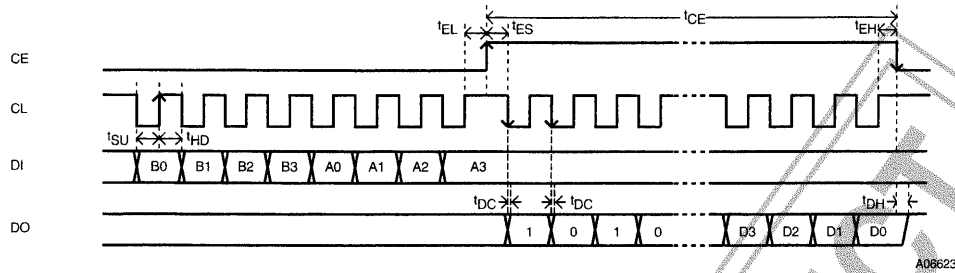 tCE
tEL tES tEH
CE
CL
tSU tHD
DI B0 B1 B2 B3 A0 A1 A2 A3
tDC tDC tDH
DO 1 0 1 0 D3 D2 D1 D0
A06623